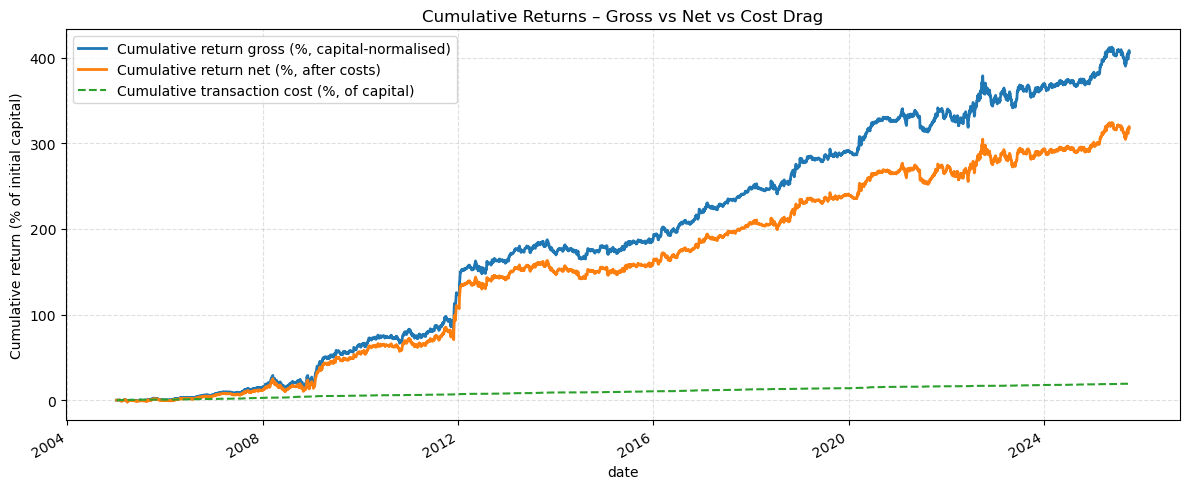 Cumulative Returns – Gross vs Net vs Cost Drag
Cumulative return gross (%, capital-normalised)
Cumulative return net (%, after costs)
Cumulative transaction cost (%, of capital)
Cumulative return (% of initial capital)
400
300
200
100
0
2004
2008
2012
2016
2020
2024
date